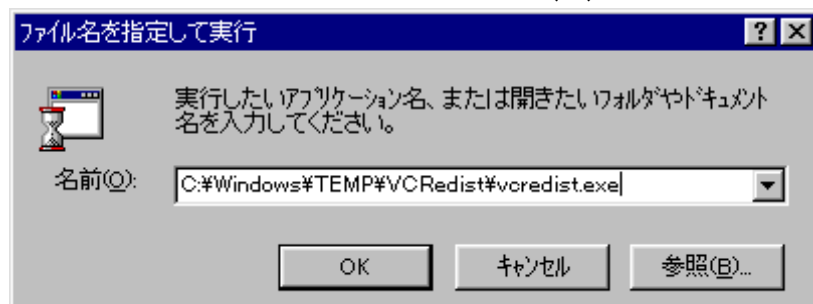 ファイル名を指定して実行
実行したいアプリケーション名、または開きたいフォルダやドキュメント
名を入力してください。
名前(O):
C:¥Windows¥TEMP¥VCRedist¥vcredist.exe
OK
キャンセル
参照(B)...